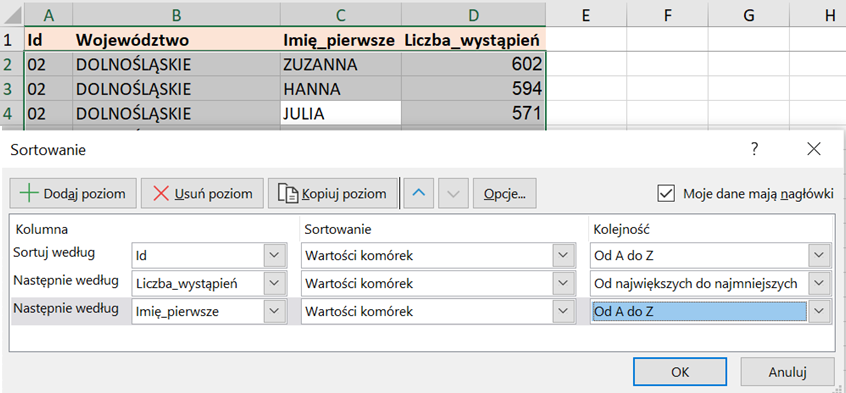 A B C D E F G H
1 Id Województwo Imię_pierwsze Liczba_wystąpień
2 02 DOLNOŚLĄSKIE ZUZANNA 602
3 02 DOLNOŚLĄSKIE HANNA 594
4 02 DOLNOŚLĄSKIE JULIA 571
Sortowanie ?
Dodaj poziom Usuń poziom Kopiuj poziom Opcje... Moje dane mają nagłówki
Kolumna Sortowanie Kolejność
Sortuj według Id Wartości komórek Od A do Z
Następnie według Liczba_wystąpień Wartości komórek Od największych do najmniejszych
Następnie według Imię_pierwsze Wartości komórek Od A do Z
OK Anuluj